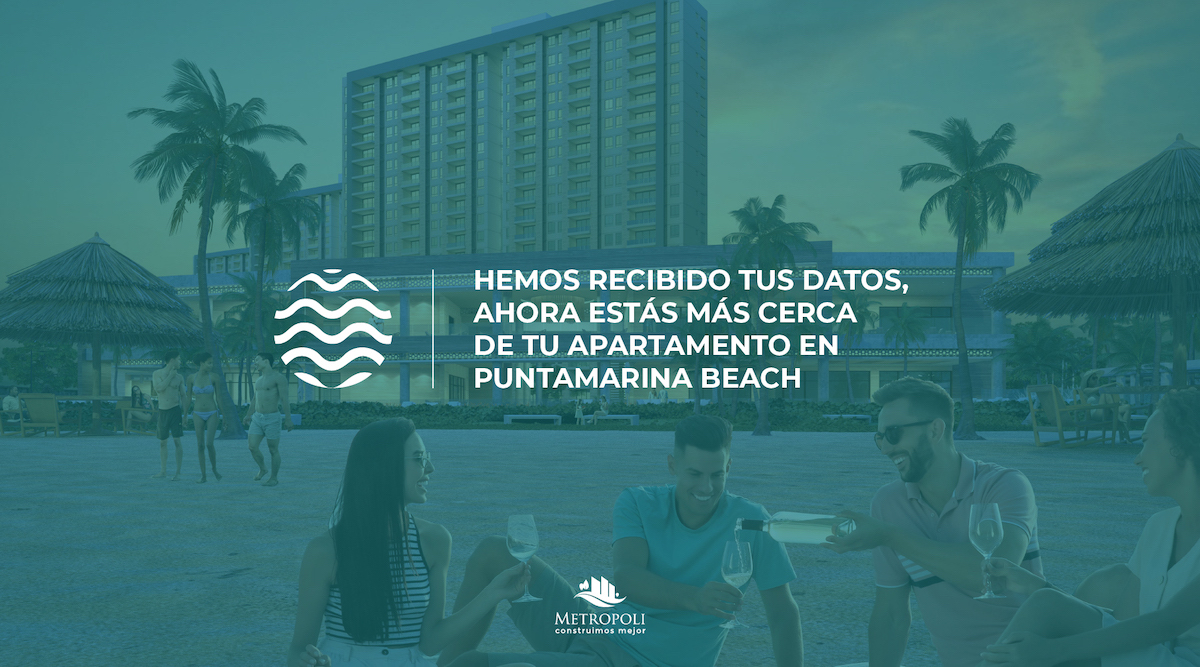 HEMOS RECIBIDO TUS DATOS,
AHORA ESTÁS MÁS CERCA
DE TU APARTAMENTO EN
PUNTAMARINA BEACH
METROPOLI
construimos mejor